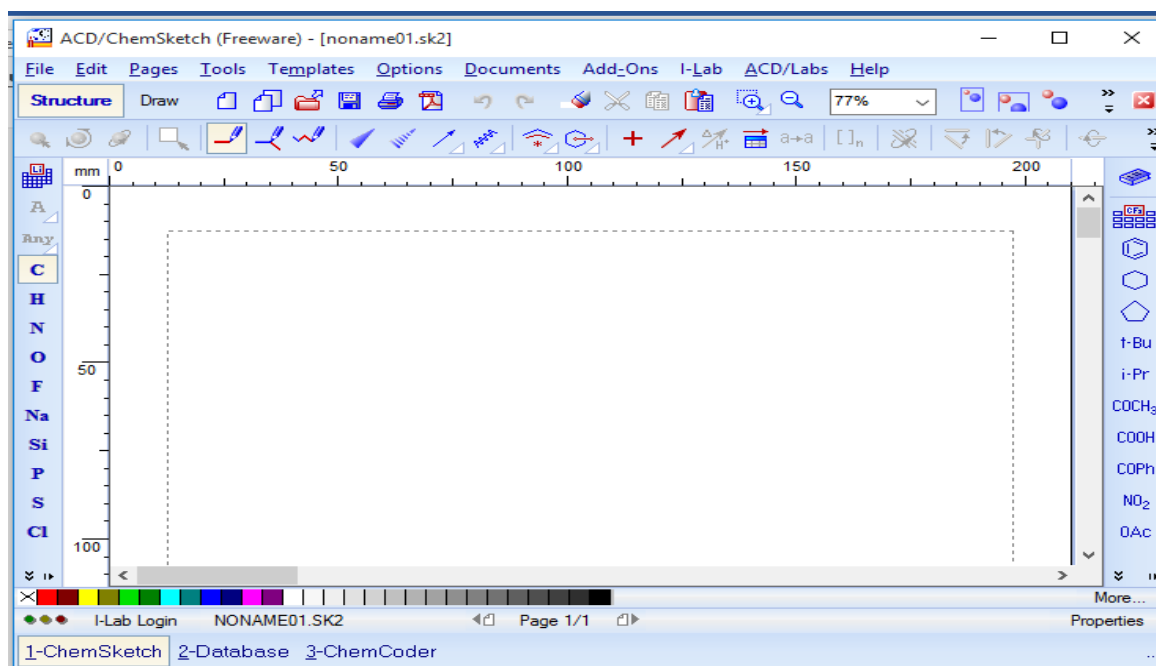 ACD/ChemSketch (Freeware) - [noname01.sk2]
File Edit Pages Tools Templates Options Documents Add-Ons I-Lab ACD/Labs Help
Structure Draw 77%
H+ a→a [ ]n
mm 0 50 100 150 200
Li
0
A
Any
C
H
N
O
F
Na
Si
P
S
Cl
50
100
CF3
t-Bu
i-Pr
COCH3
COOH
COPh
NO2
OAc
More...
I-Lab Login NONAME01.SK2 Page 1/1 Properties
1-ChemSketch 2-Database 3-ChemCoder